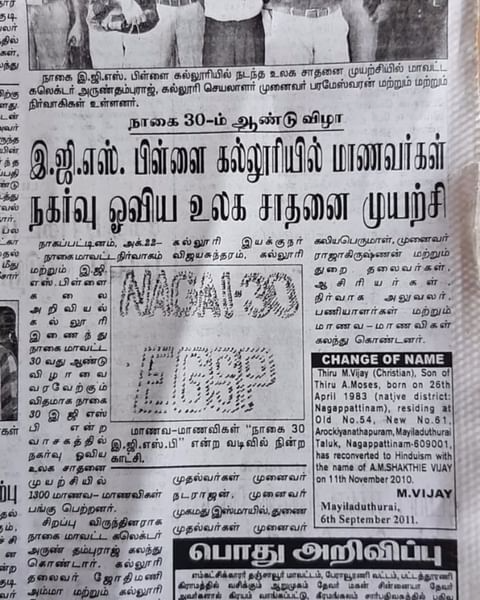 நாகை இ.ஜி.எஸ். பிள்ளை கல்லூரியில் நடந்த உலக சாதனை முயற்சியில் மாவட்ட
கலெக்டர் அருண்தம்புராஜ், கல்லூரி செயலாளர் முனைவர் பரமேஸ்வரன் மற்றும் மற்றும்
நிர்வாகிகள் உள்ளனர்.
நாகை 30-ம் ஆண்டு விழா
இ.ஜி.எஸ். பிள்ளை கல்லூரியில் மாணவர்கள்
நகர்வு ஓவிய உலக சாதனை முயற்சி
நாகப்பட்டினம், அக்.22-
நாகை மாவட்ட நிர்வாகம்
மற்றும் இ.ஜி
எஸ்.பிள்ளை
கலை
அறிவியல்
கல்லூரி
இணைந்து
நாகை மாவட்ட
30 வது ஆண்டு
விழாவை
வரவேற்கும்
விதமாக நாகை
30 இ ஜி எஸ்
பி என்ற
வாசகத்தில்
நகர்வு ஓவிய
உலக சாதனை
முயற்சியில்
1300 மாணவ-மாணவிகள்
பங்கு பெற்றனர்.
சிறப்பு விருந்தினராக
நாகை மாவட்ட கலெக்டர்
அருண் தம்புராஜ் கலந்து
கொண்டார். கல்லூரி
தலைவர் ஜோதிமணி
அம்மா மற்றும் கல்லூரி
கல்லூரி இயக்குநர்
விஜயசுந்தரம், கல்லூரி
NAGAI-30
EGSP
மாணவ-மாணவிகள் "நாகை 30
இ.ஜி.எஸ்.பி" என்ற வடிவில் நின்ற
காட்சி.
முதல்வர்கள் முனைவர்
நடராஜன், முனைவர்
முகமது இஸ்மாயில், துணை
முதல்வர்கள் முனைவர்
கலியபெருமாள், முனைவர்
ராஜாகிருஷ்ணன் மற்றும்
துறை தலைவர்கள்,
ஆசிரியர்கள்,
நிர்வாக அலுவலர்,
பணியாளர்கள் மற்றும்
மாணவ-மாணவிகள்
கலந்து கொண்டனர்.
CHANGE OF NAME
Thiru M.Vijay (Christian), Son of
Thiru A.Moses, born on 26th
April 1983 (natjve district:
Nagappattinam), residing at
Old No.54, New No.61,
Arockyanathapuram, Mayiladuthurai
Taluk, Nagappattinam-609001,
has reconverted to Hinduism with
the name of A.M.SHAKTHIE VIJAY
on 11th November 2010.
M.VIJAY
Mayiladuthurai,
6th September 2011.
பொது அறிவிப்பு